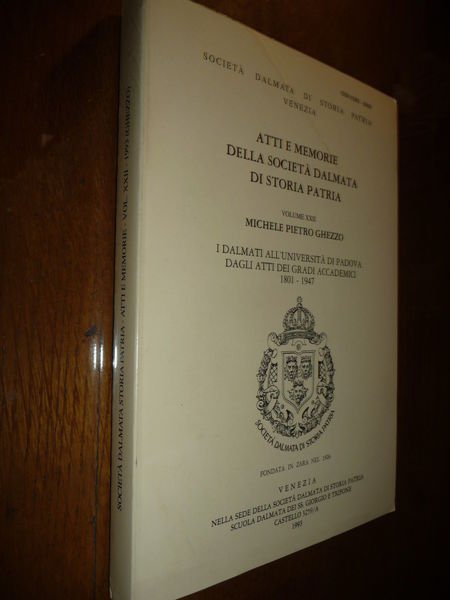 SOCIETÀ DALMATA DI STORIA PATRIA
VENEZIA
ATTI E MEMORIE
DELLA SOCIETÀ DALMATA
DI STORIA PATRIA
VOLUME XXII
MICHELE PIETRO GHEZZO
I DALMATI ALL'UNIVERSITÀ DI PADOVA
DAGLI ATTI DEI GRADI ACCADEMICI
1801 - 1947
SOCIETÀ DALMATA DI STORIA PATRIA
FONDATA IN ZARA NEL 1926
VENEZIA
NELLA SEDE DELLA SOCIETÀ DALMATA DI STORIA PATRIA
SCUOLA DALMATA DEI SS. GIORGIO E TRIFONE
CASTELLO 3259/A
1993
SOCIETÀ DALMATA STORIA PATRIA - ATTI E MEMORIE - VOL. XXII - 1993 (GHEZZO)